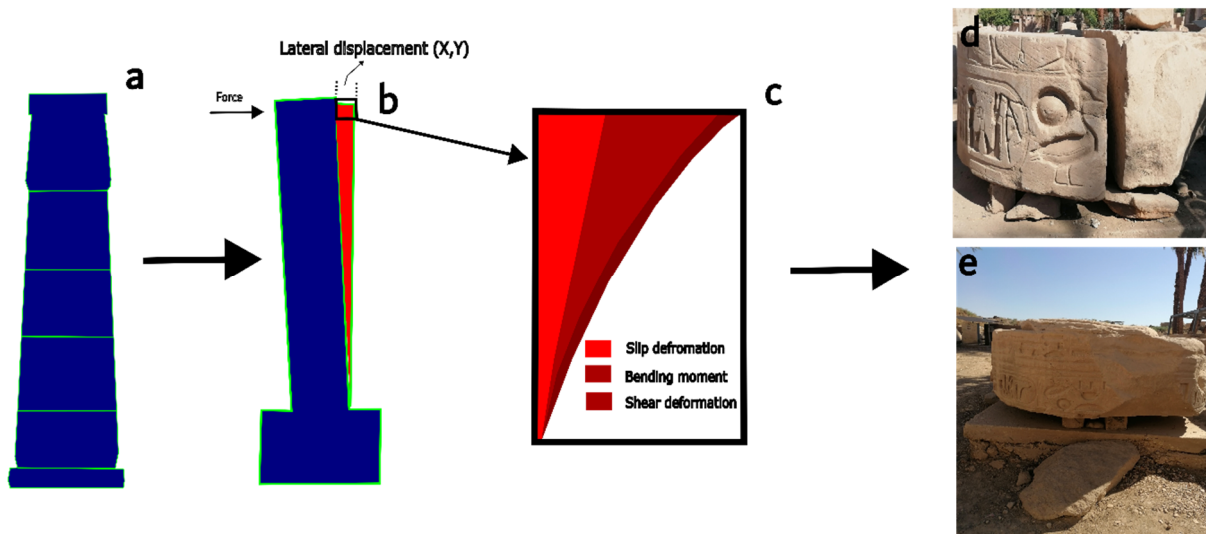 a
Lateral displacement (X,Y)
Force
b
c
Slip defromation
Bending moment
Shear deformation
d
e